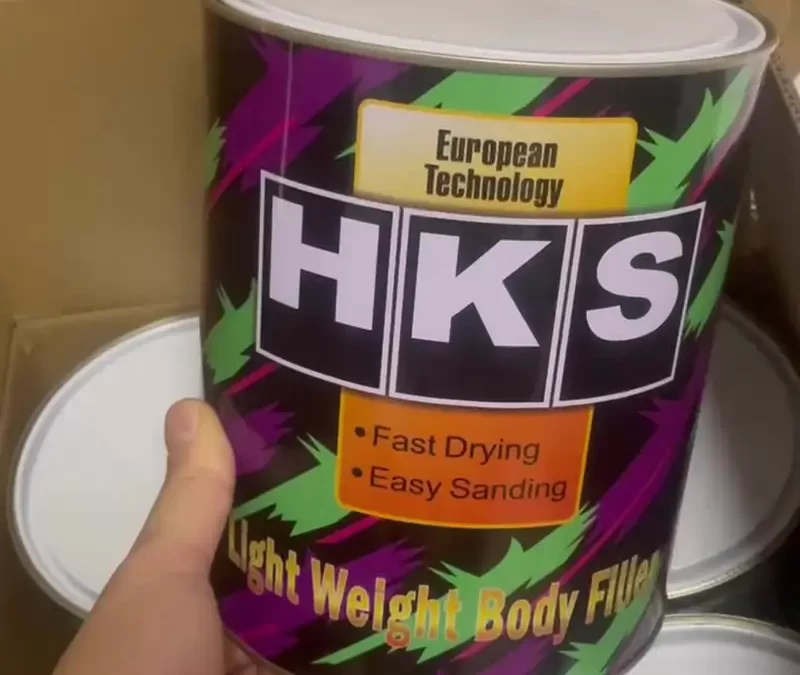 European
Technology
HKS
• Fast Drying
• Easy Sanding
Light Weight Body Filler